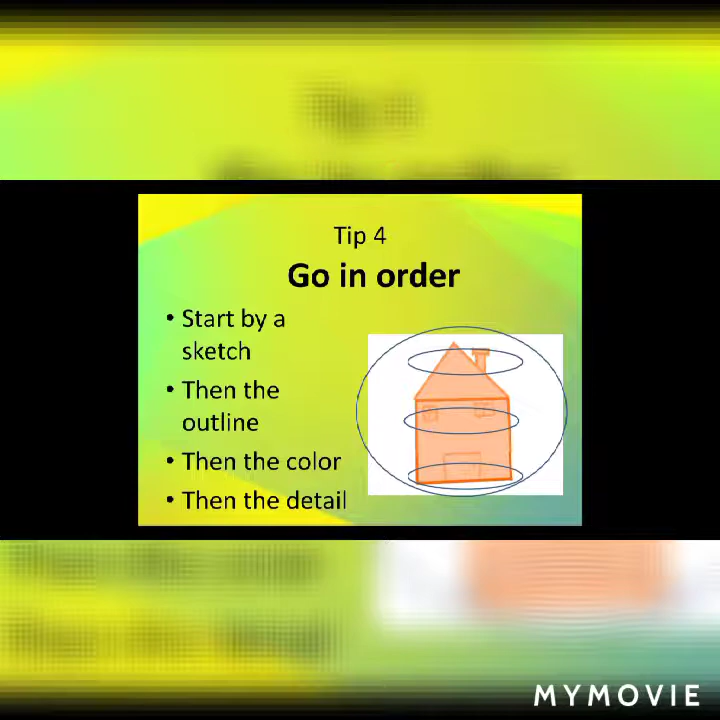 Tip 4
Go in order
• Start by a
sketch
• Then the
outline
• Then the color
• Then the detail
MYMOVIE